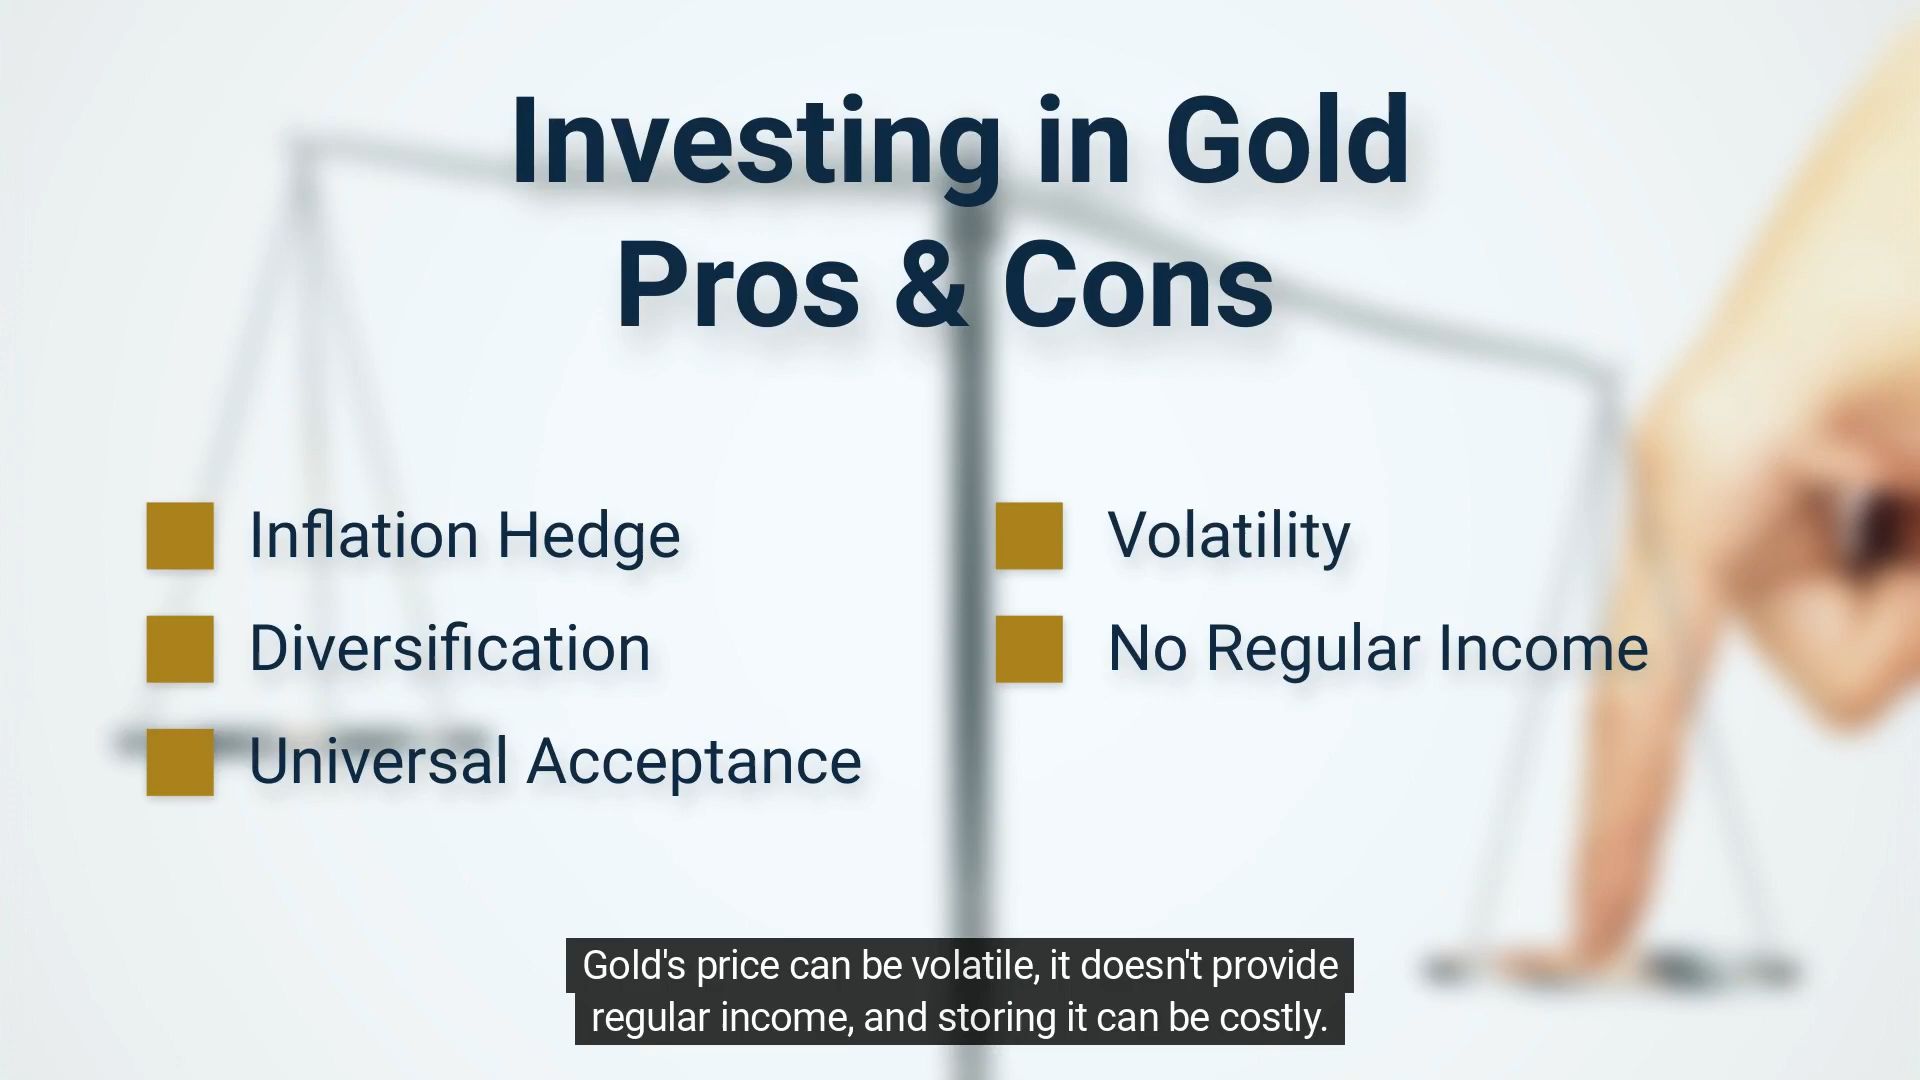 Investing in Gold
Pros & Cons
Inflation Hedge
Diversification
Universal Acceptance
Volatility
No Regular Income
Gold's price can be volatile, it doesn't provide
regular income, and storing it can be costly.